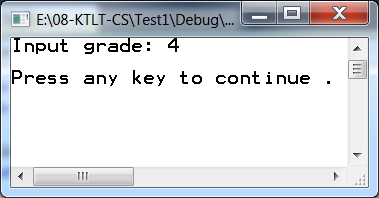 E:\08-KTLT-CS\Test1\Debug\...
Input grade: 4
Press any key to continue .